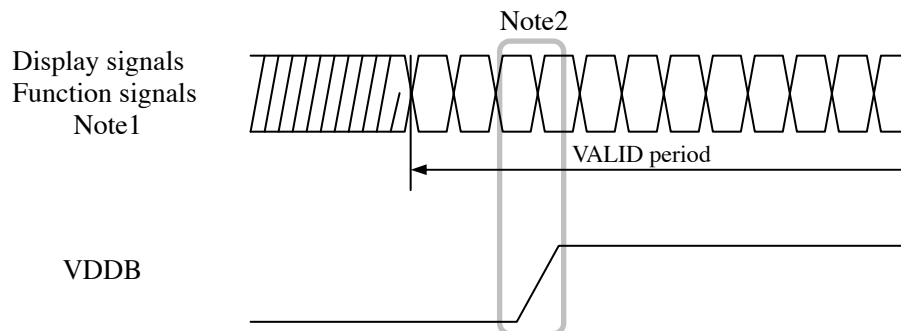 Note2
Display signals
Function signals
Note1
VALID period
VDDB